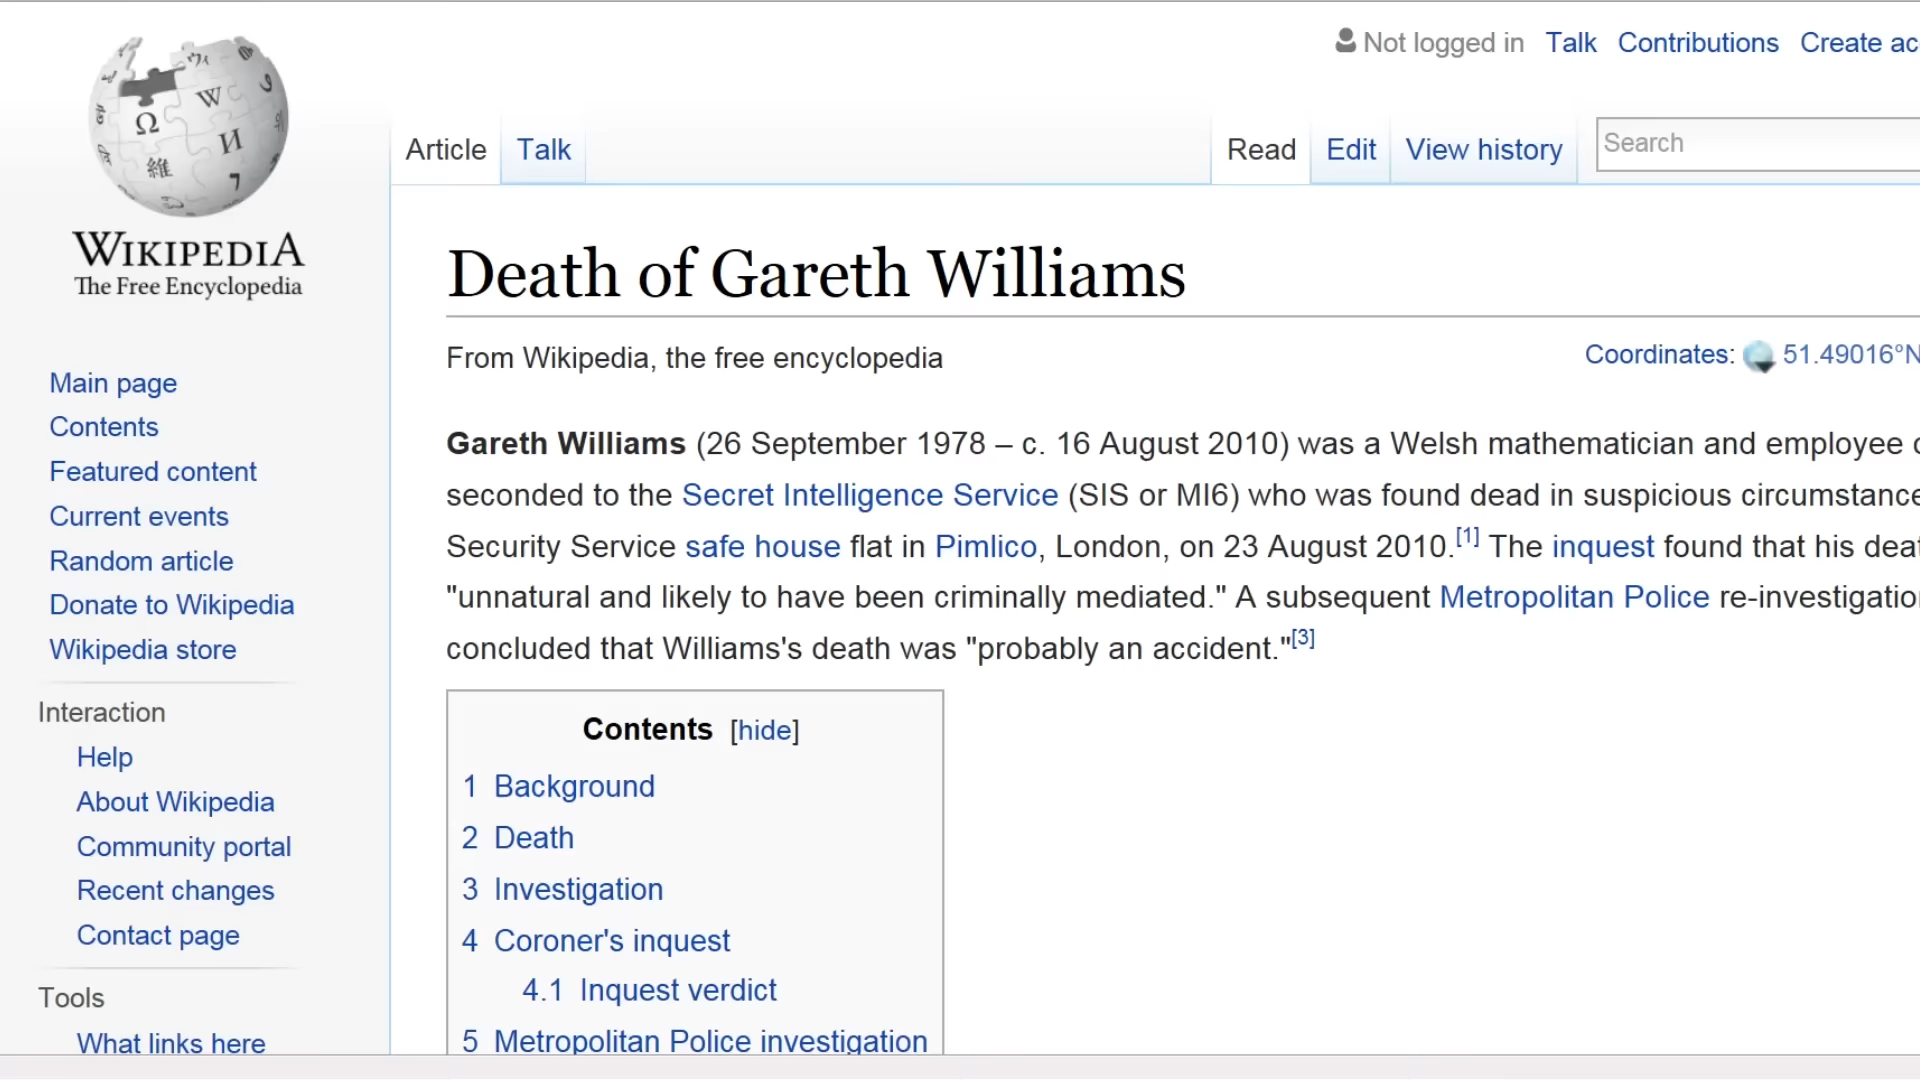 Not logged in Talk Contributions Create ac
Article Talk Read Edit View history Search
WIKIPEDIA
The Free Encyclopedia
Death of Gareth Williams
From Wikipedia, the free encyclopedia
Coordinates: 51.49016°N
Gareth Williams (26 September 1978 – c. 16 August 2010) was a Welsh mathematician and employee
seconded to the Secret Intelligence Service (SIS or MI6) who was found dead in suspicious circumstance
Security Service safe house flat in Pimlico, London, on 23 August 2010.[1] The inquest found that his deat
"unnatural and likely to have been criminally mediated." A subsequent Metropolitan Police re-investigatio
concluded that Williams's death was "probably an accident."[3]
Contents [hide]
1 Background
2 Death
3 Investigation
4 Coroner's inquest
4.1 Inquest verdict
5 Metropolitan Police investigation
Main page
Contents
Featured content
Current events
Random article
Donate to Wikipedia
Wikipedia store
Interaction
Help
About Wikipedia
Community portal
Recent changes
Contact page
Tools
What links here